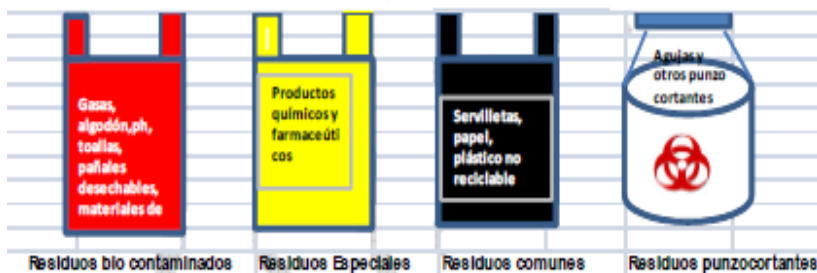 Gasas,
algodón,ph,
toallas,
pañales
desechables,
materiales de
Productos
químicos y
farmaceúti
cos
Servilletas,
papel,
plástico no
reciclable
Agujas y
otros punzo
cortantes
Residuos bio contaminados
Residuos Especiales
Residuos comunes
Residuos punzocortantes